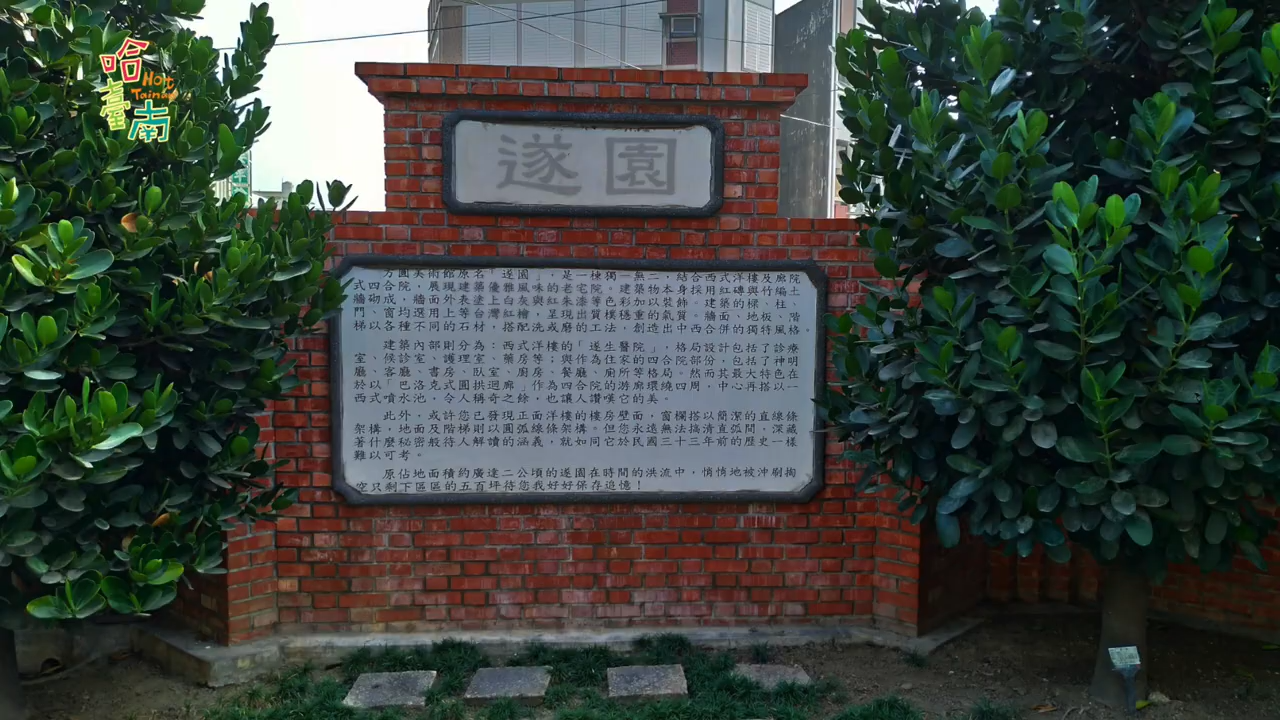 哈臺南
Hott
Tainan
遂園
方圓美術館原名「遂園」，是一棟獨一無二，結合西式洋樓及廊院
式四合院，展現建築優雅風味的老宅院。建築物本身採用紅磚與竹編土
牆砌成，牆面外表塗上白灰與紅朱漆等色彩加以裝飾。建築的樑、柱、
門、窗均選用上等台灣紅檜，呈現出質樸穩重的氣質。牆面、地板、階
梯以各種不同的石材，搭配洗或磨的工法，創造出中西合併的獨特風格。
建築內部則分為：西式洋樓的「遂生醫院」，格局設計包括了診療
室、候診室、護理室、藥房等；與作為住家的四合院部份，包括了神明
廳、客廳、書房、臥室、廚房、餐廳、廁所等格局。然而其最大特色在
於以「巴洛克式圓拱迴廊」作為四合院的游廊環繞四周，中心再搭以一
西式噴水池，令人稱奇之餘，也讓人讚嘆它的美。
此外，或許您已發現正面洋樓的樓房壁面，窗欄搭以簡潔的直線條
架構，地面及階梯則以圓弧線條架構。但您永遠無法搞清直弧間，深藏
著什麼秘密般待人解讀的涵義，就如同它於民國三十三年前的歷史一樣
難以可考。
原佔地面積約廣達二公頃的遂園在時間的洪流中，悄悄地被沖刷掏
空只剩下區區的五百坪待您我好好保存追憶！